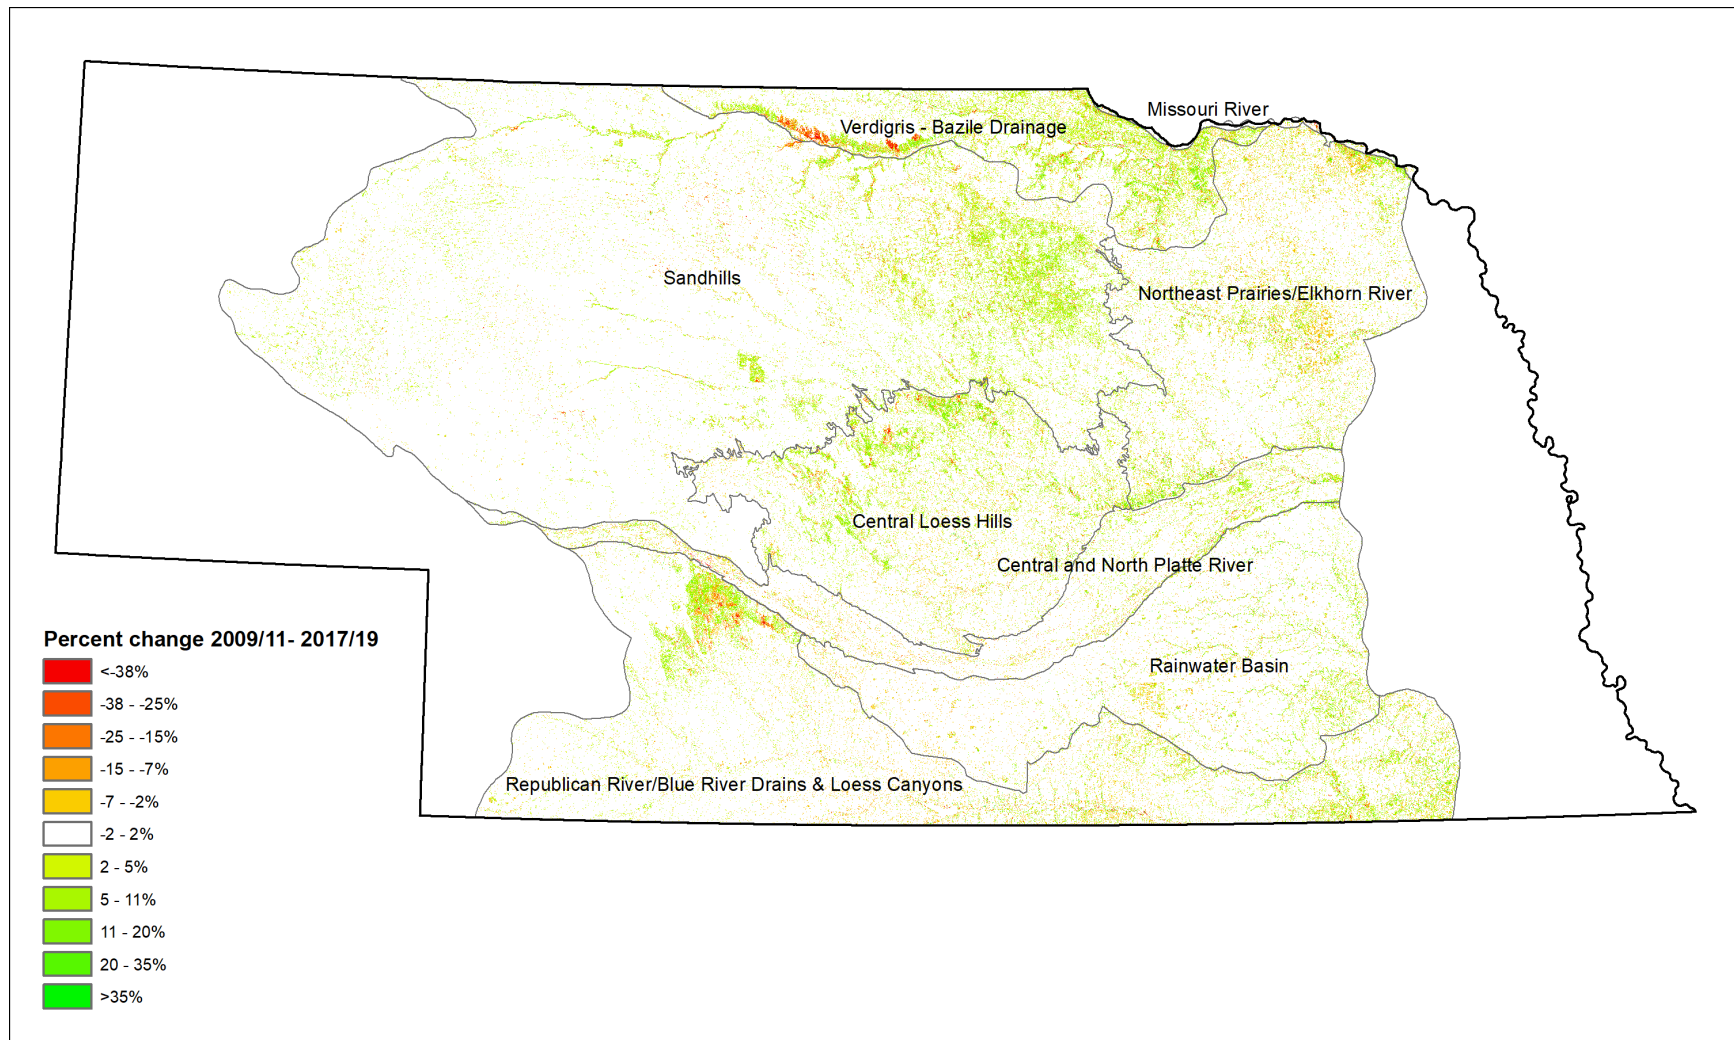 Missouri River
Verdigris - Bazile Drainage
Sandhills
Northeast Prairies/Elkhorn River
Central Loess Hills
Central and North Platte River
Rainwater Basin
Republican River/Blue River Drains & Loess Canyons
Percent change 2009/11- 2017/19
<-38%
-38 - -25%
-25 - -15%
-15 - -7%
-7 - -2%
-2 - 2%
2 - 5%
5 - 11%
11 - 20%
20 - 35%
>35%